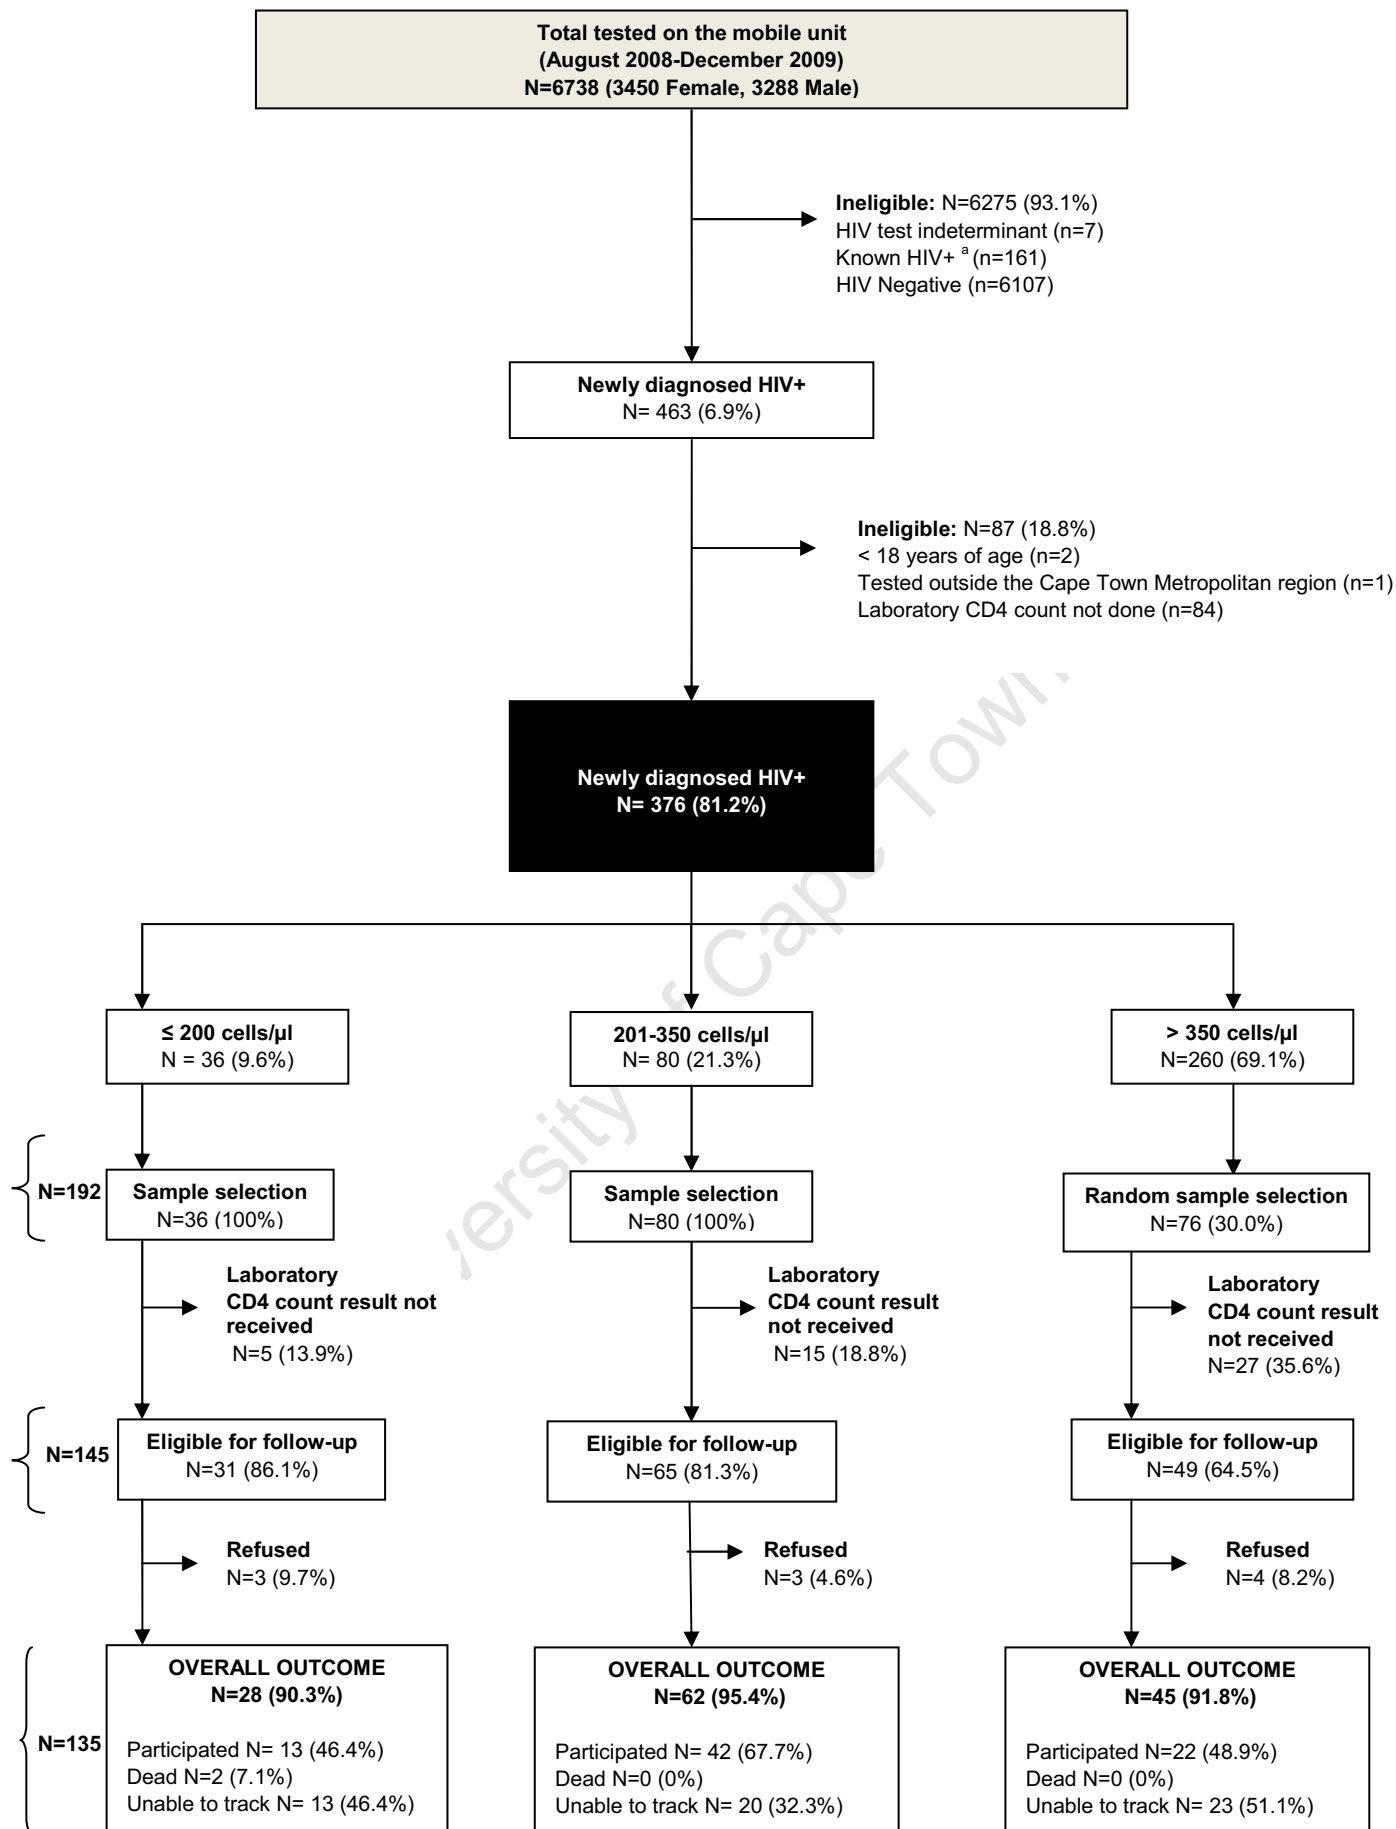 Total tested on the mobile unit
(August 2008-December 2009)
N=6738 (3450 Female, 3288 Male)
Ineligible: N=6275 (93.1%)
HIV test indeterminant (n=7)
Known HIV+ a (n=161)
HIV Negative (n=6107)
Newly diagnosed HIV+
N= 463 (6.9%)
Ineligible: N=87 (18.8%)
< 18 years of age (n=2)
Tested outside the Cape Town Metropolitan region (n=1)
Laboratory CD4 count not done (n=84)
Newly diagnosed HIV+
N= 376 (81.2%)
≤ 200 cells/µl
N = 36 (9.6%)
201-350 cells/µl
N= 80 (21.3%)
> 350 cells/µl
N=260 (69.1%)
N=192
Sample selection
N=36 (100%)
Sample selection
N=80 (100%)
Random sample selection
N=76 (30.0%)
Laboratory
CD4 count result not
received
N=5 (13.9%)
Laboratory
CD4 count result
not received
N=15 (18.8%)
Laboratory
CD4 count result
not received
N=27 (35.6%)
N=145
Eligible for follow-up
N=31 (86.1%)
Eligible for follow-up
N=65 (81.3%)
Eligible for follow-up
N=49 (64.5%)
Refused
N=3 (9.7%)
Refused
N=3 (4.6%)
Refused
N=4 (8.2%)
N=135
OVERALL OUTCOME
N=28 (90.3%)
Participated N= 13 (46.4%)
Dead N=2 (7.1%)
Unable to track N= 13 (46.4%)
OVERALL OUTCOME
N=62 (95.4%)
Participated N= 42 (67.7%)
Dead N=0 (0%)
Unable to track N= 20 (32.3%)
OVERALL OUTCOME
N=45 (91.8%)
Participated N=22 (48.9%)
Dead N=0 (0%)
Unable to track N= 23 (51.1%)
versity of Cape Town